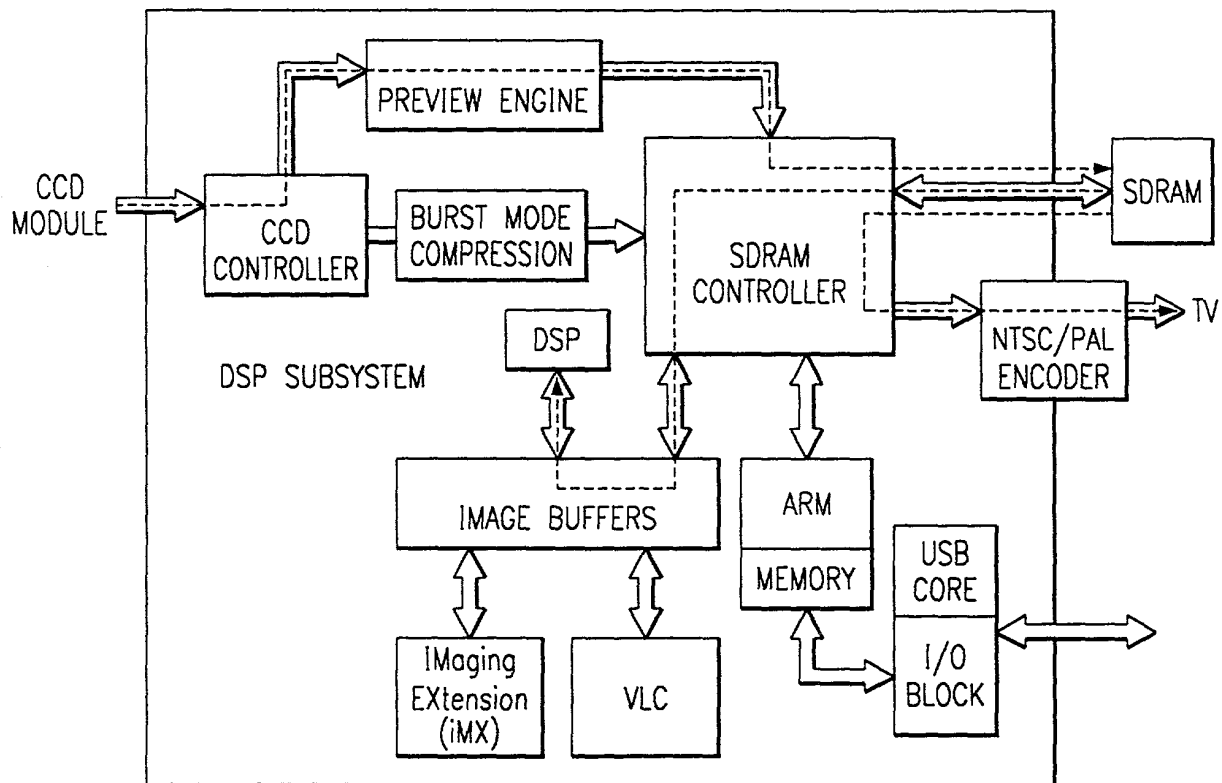 PREVIEW ENGINE
CCD
MODULE
CCD
CONTROLLER
BURST MODE
COMPRESSION
SDRAM
CONTROLLER
SDRAM
TV
NTSC/PAL
ENCODER
DSP
DSP SUBSYSTEM
IMAGE BUFFERS
ARM
MEMORY
USB
CORE
I/O
BLOCK
IMaging
EXtension
(iMX)
VLC